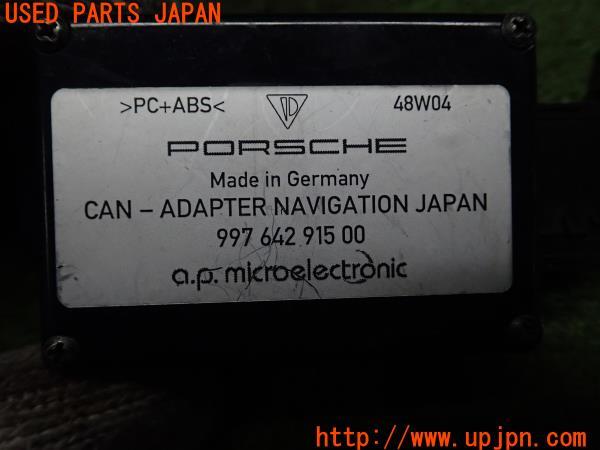 USED PARTS JAPAN
>PC+ABS<
48W04
PORSCHE
Made in Germany
CAN – ADAPTER NAVIGATION JAPAN
997 642 915 00
a.p. microelectronic
http://www.upjpn.com/